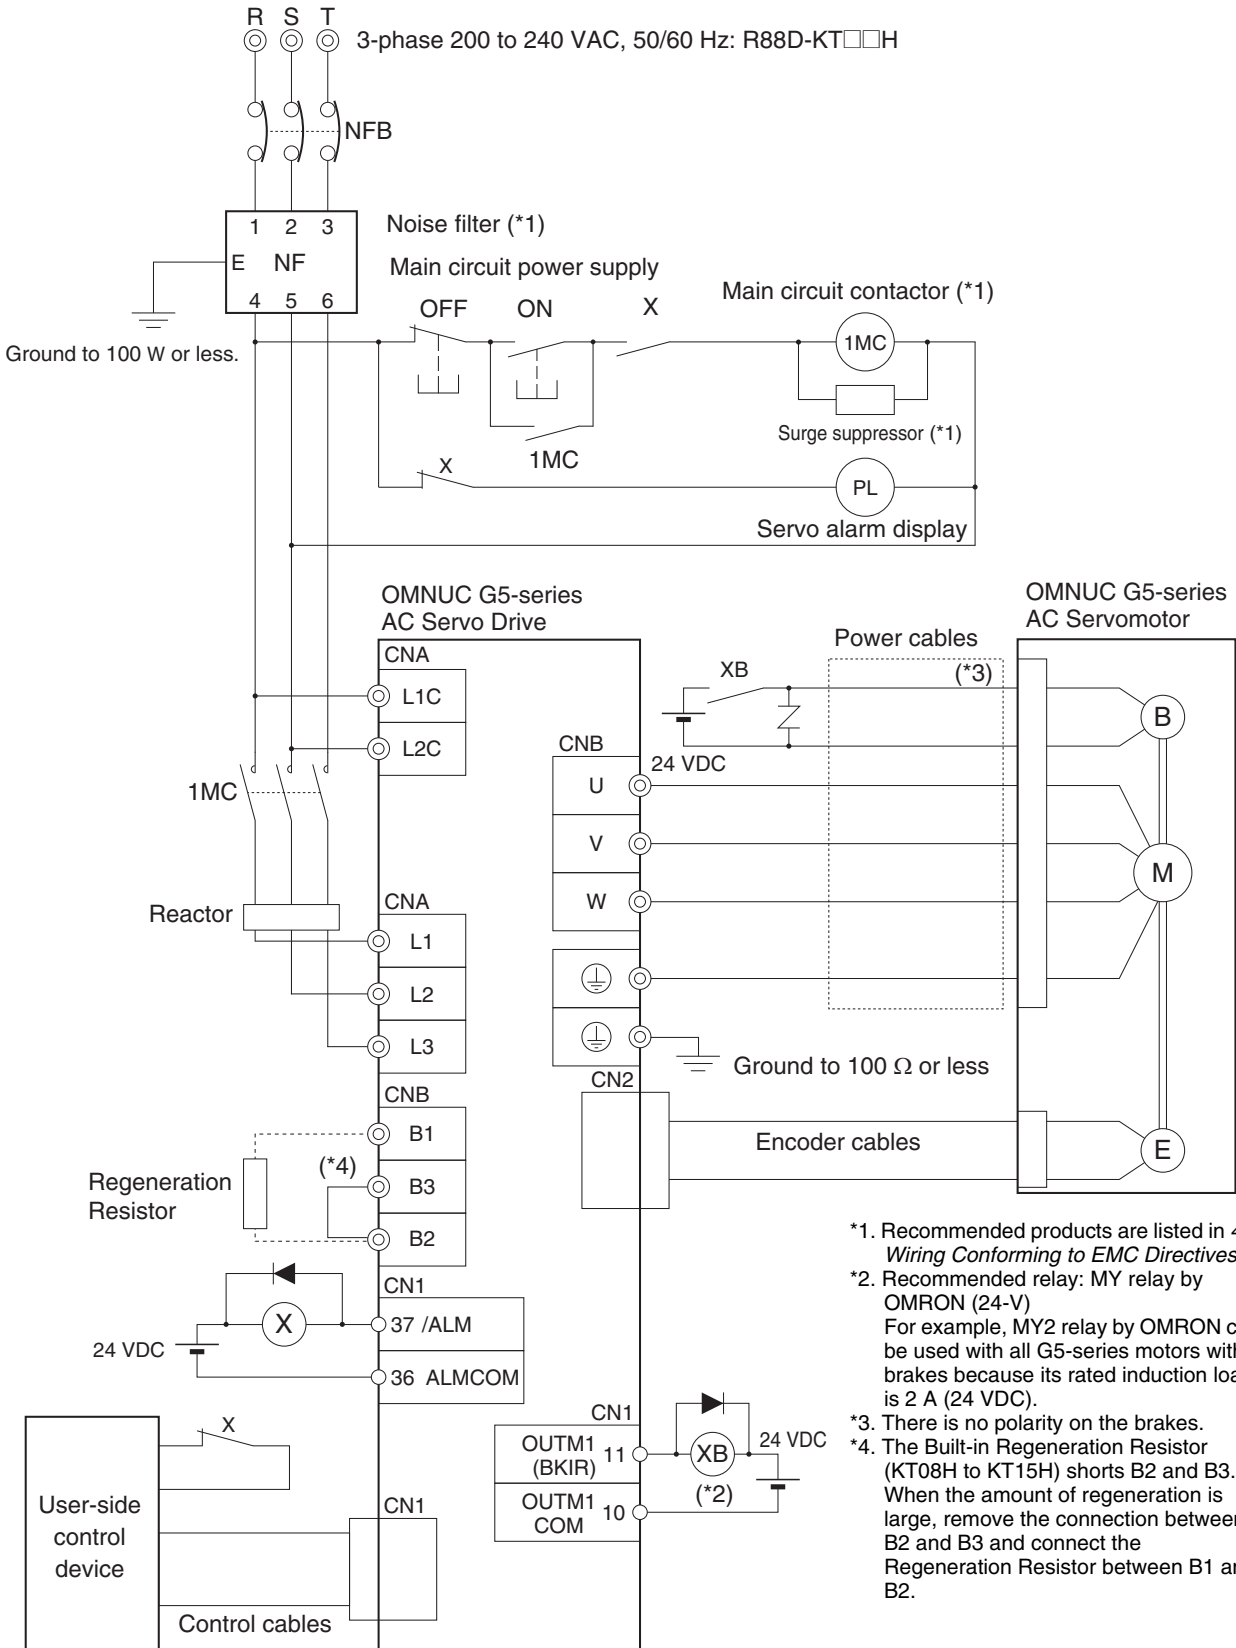 R S T
3-phase 200 to 240 VAC, 50/60 Hz: R88D-KT□□H
NFB
1 2 3
Noise filter (*1)
E NF
Main circuit power supply
4 5 6
OFF ON X
Main circuit contactor (*1)
1MC
Ground to 100 W or less.
Surge suppressor (*1)
1MC
X
PL
Servo alarm display
OMNUC G5-series
AC Servo Drive
OMNUC G5-series
AC Servomotor
CNA
Power cables
L1C
XB
(*3)
B
L2C
CNB
24 VDC
1MC
U
V
M
W
Reactor
CNA
L1
L2
L3
Ground to 100 Ω or less
CN2
CNB
B1
Encoder cables
E
Regeneration
Resistor
(*4)
B3
B2
CN1
X
37 /ALM
24 VDC
36 ALMCOM
*1. Recommended products are listed in
Wiring Conforming to EMC Directives
*2. Recommended relay: MY relay by
OMRON (24-V)
For example, MY2 relay by OMRON
be used with all G5-series motors
brakes because its rated induction
is 2 A (24 VDC).
*3. There is no polarity on the brakes.
*4. The Built-in Regeneration Resistor
(KT08H to KT15H) shorts B2 and B3.
When the amount of regeneration is
large, remove the connection between
B2 and B3 and connect the
Regeneration Resistor between B1
B2.
CN1
OUTM1
(BKIR)
11
XB
24 VDC
(*2)
OUTM1
COM
10
X
User-side
control
device
CN1
Control cables